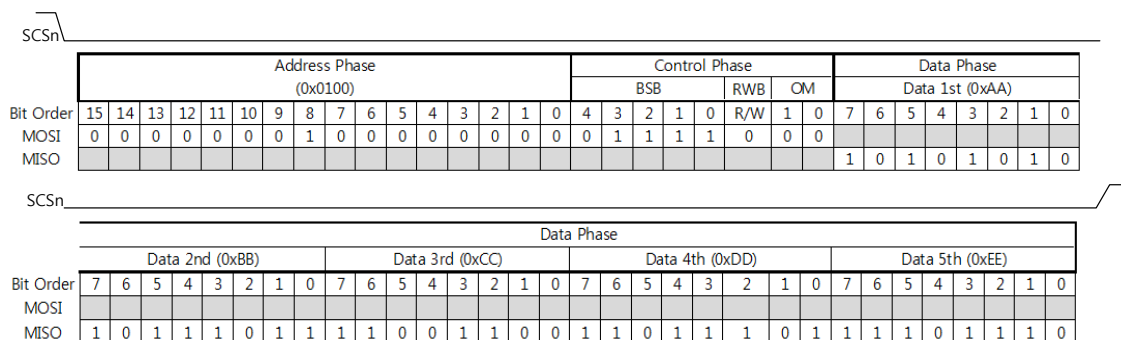 SCSn
Address Phase Control Phase Data Phase
(0x0100) BSB RWB OM Data 1st (0xAA)
Bit Order 15 14 13 12 11 10 9 8 7 6 5 4 3 2 1 0 4 3 2 1 0 R/W 1 0 7 6 5 4 3 2 1 0
MOSI 0 0 0 0 0 0 0 1 0 0 0 0 0 0 0 0 0 1 1 1 1 0 0 0
MISO 1 0 1 0 1 0 1 0
SCSn
Data Phase
Data 2nd (0xBB) Data 3rd (0xCC) Data 4th (0xDD) Data 5th (0xEE)
Bit Order 7 6 5 4 3 2 1 0 7 6 5 4 3 2 1 0 7 6 5 4 3 2 1 0 7 6 5 4 3 2 1 0
MOSI
MISO 1 0 1 1 1 0 1 1 1 1 0 0 1 1 0 0 1 1 0 1 1 1 0 1 1 1 1 0 1 1 1 0